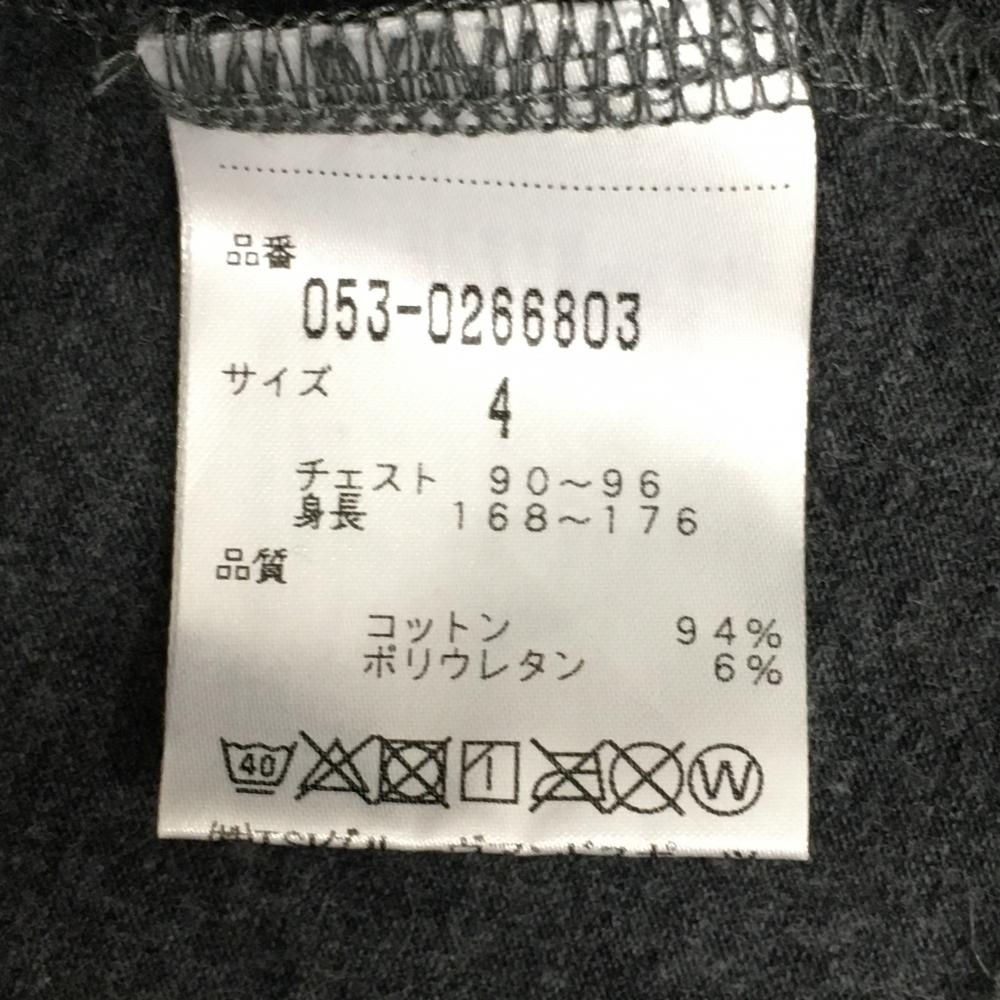 品番
053-0266803
サイズ
4
チェスト 90～96
身長 168～176
品質
コットン 94%
ポリウレタン 6%
40 W